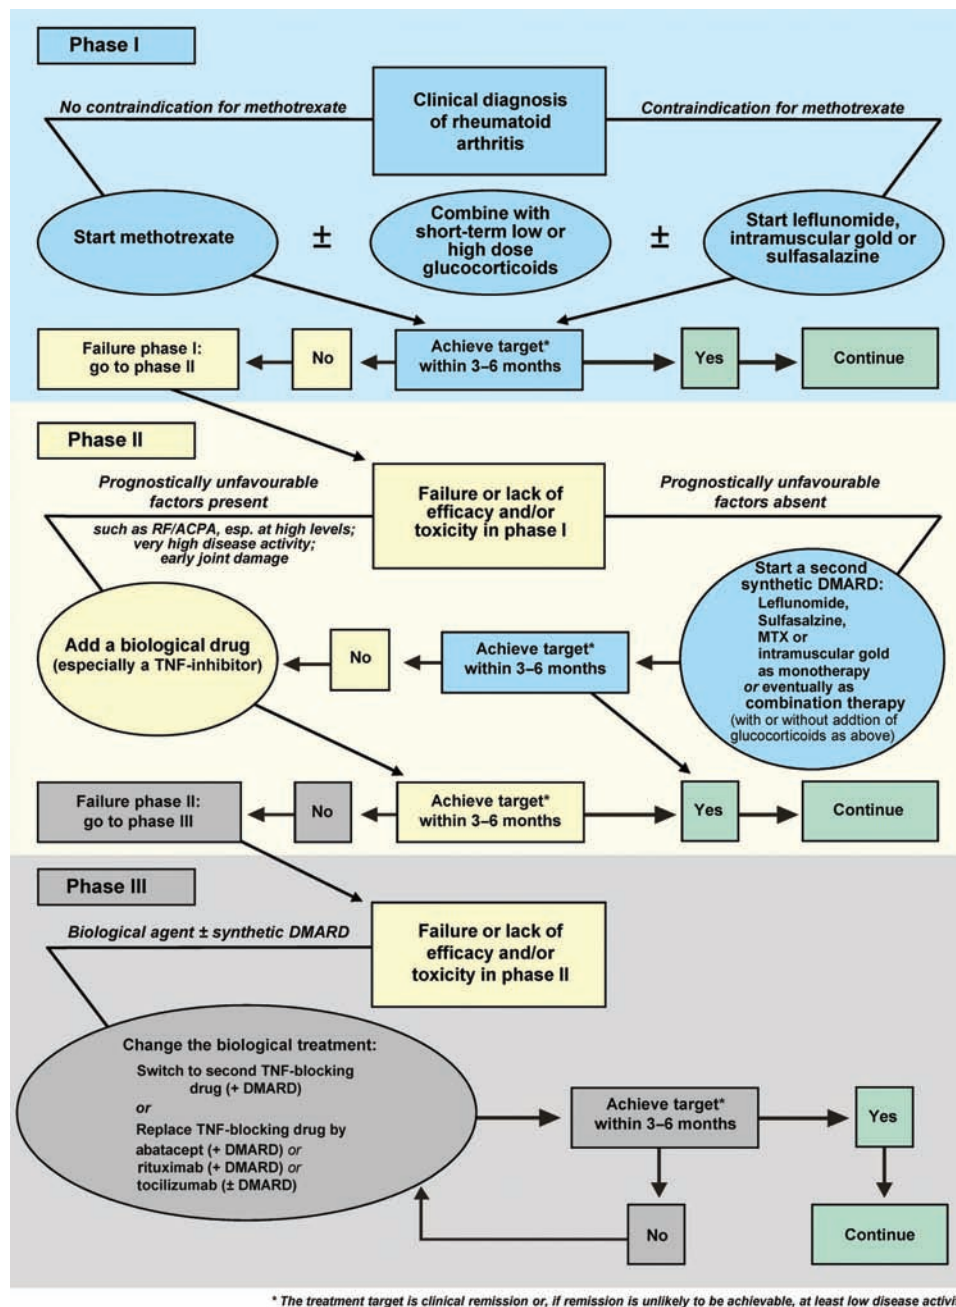 Phase I
Clinical diagnosis
of rheumatoid
arthritis
No contraindication for methotrexate
Contraindication for methotrexate
Start methotrexate
±
Combine with
short-term low or
high dose
glucocorticoids
±
Start leflunomide,
intramuscular gold or
sulfasalazine
Failure phase I:
go to phase II
No
Achieve target*
within 3–6 months
Yes
Continue
Phase II
Prognostically unfavourable
factors present
such as RF/ACPA, esp. at high levels;
very high disease activity;
early joint damage
Failure or lack of
efficacy and/or
toxicity in phase I
Prognostically unfavourable
factors absent
Add a biological drug
(especially a TNF-inhibitor)
No
Achieve target*
within 3–6 months
Start a second
synthetic DMARD:
Leflunomide,
Sulfasalzine,
MTX or
intramuscular gold
as monotherapy
or eventually as
combination therapy
(with or without addtion of
glucocorticoids as above)
Failure phase II:
go to phase III
No
Achieve target*
within 3–6 months
Yes
Continue
Phase III
Biological agent ± synthetic DMARD
Failure or lack of
efficacy and/or
toxicity in phase II
Change the biological treatment:
Switch to second TNF-blocking
drug (+ DMARD)
or
Replace TNF-blocking drug by
abatacept (+ DMARD) or
rituximab (+ DMARD) or
tocilizumab (± DMARD)
Achieve target*
within 3–6 months
Yes
No
Continue
* The treatment target is clinical remission or, if remission is unlikely to be achievable, at least low disease